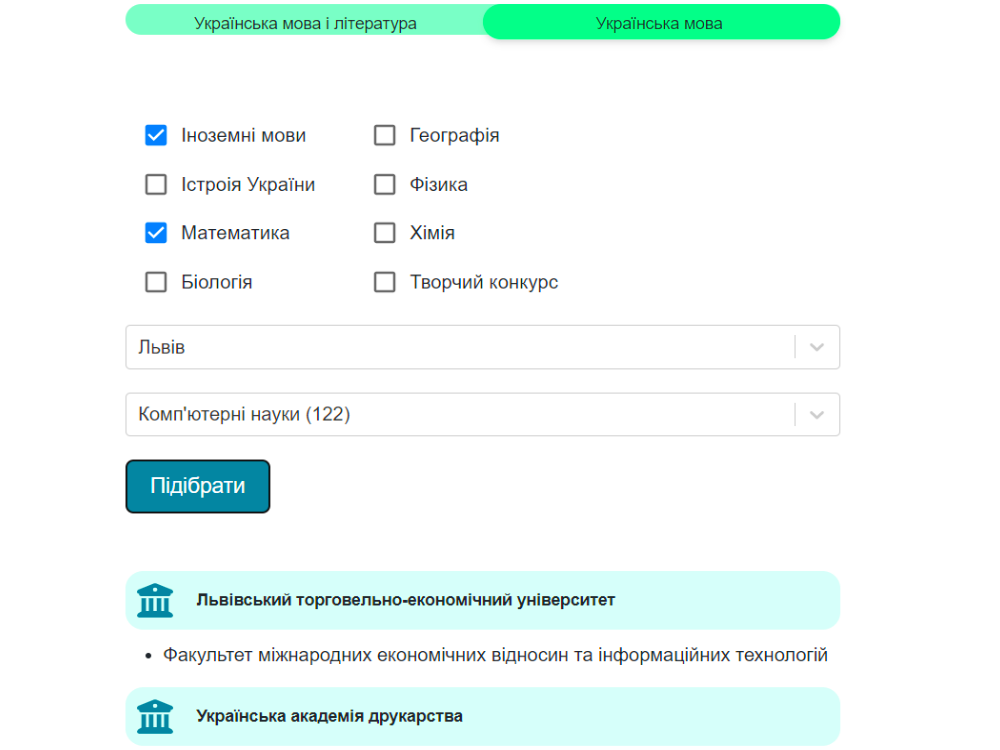 Українська мова і література Українська мова
Іноземні мови Географія
Істроія України Фізика
Математика Хімія
Біологія Творчий конкурс
Львів
Комп'ютерні науки (122)
Підібрати
Львівський торговельно-економічний університет
• Факультет міжнародних економічних відносин та інформаційних технологій
Українська академія друкарства